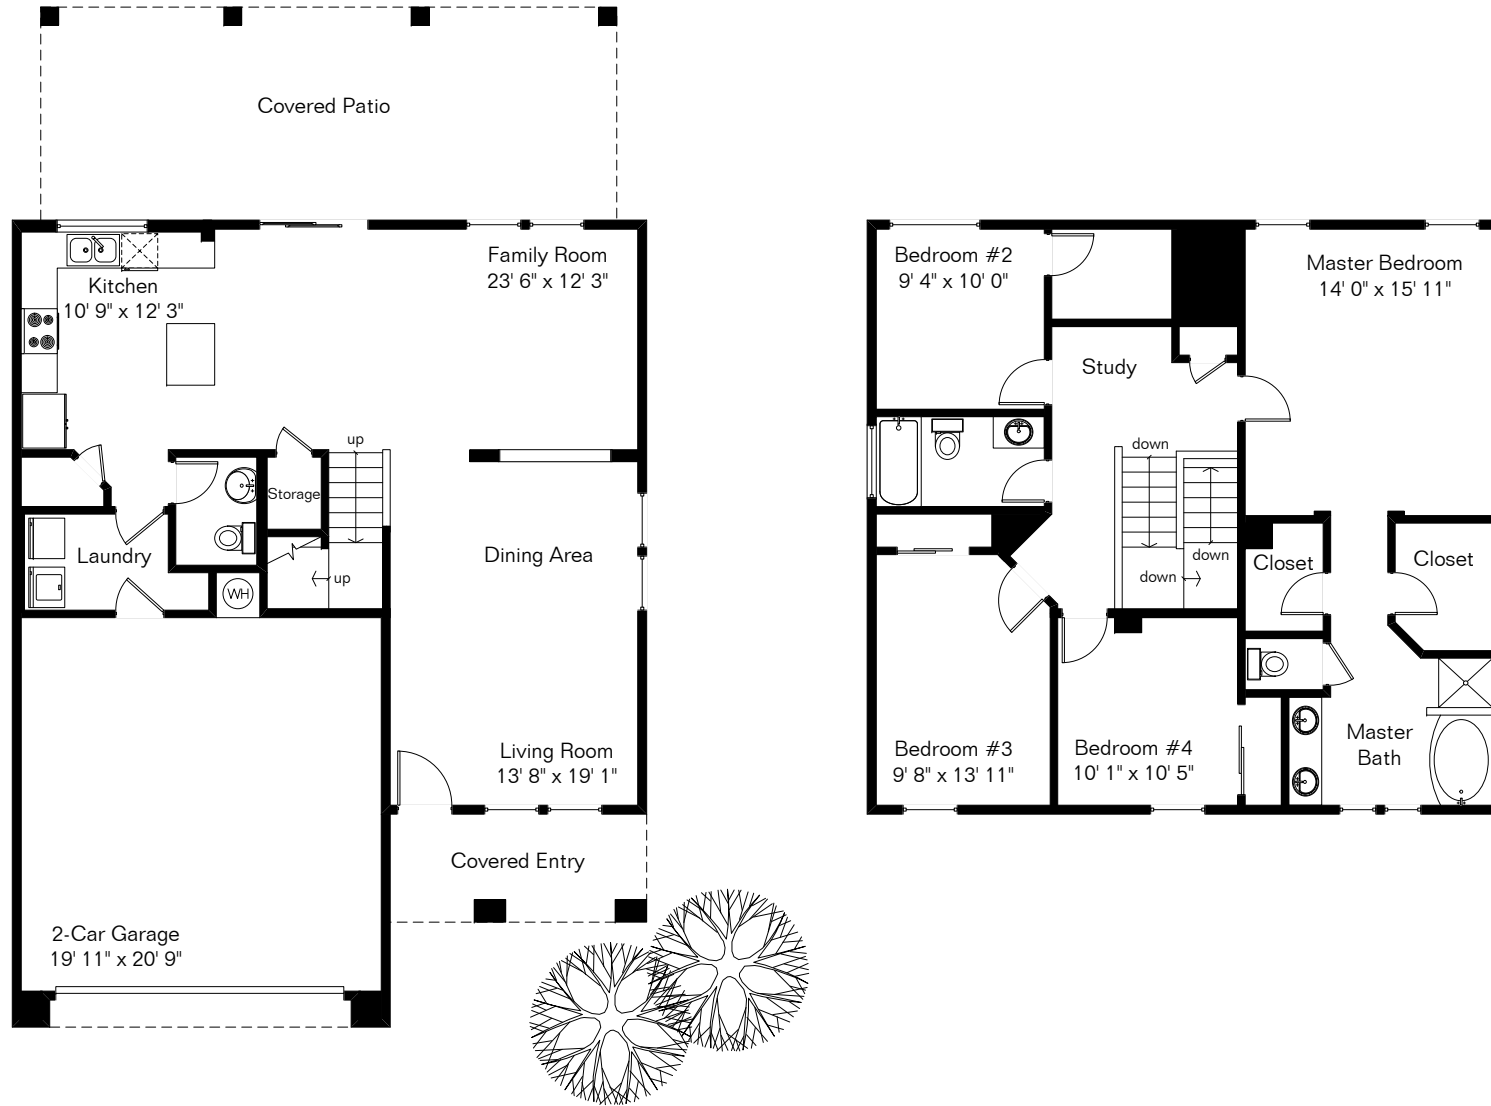 Covered Patio
Family Room
23' 6" x 12' 3"
Kitchen
10' 9" x 12' 3"
up
Storage
Laundry
up
WH
Dining Area
Living Room
13' 8" x 19' 1"
Covered Entry
2-Car Garage
19' 11" x 20' 9"
Bedroom #2
9' 4" x 10' 0"
Master Bedroom
14' 0" x 15' 11"
Study
down
down
down
Closet
Closet
Bedroom #3
9' 8" x 13' 11"
Bedroom #4
10' 1" x 10' 5"
Master
Bath